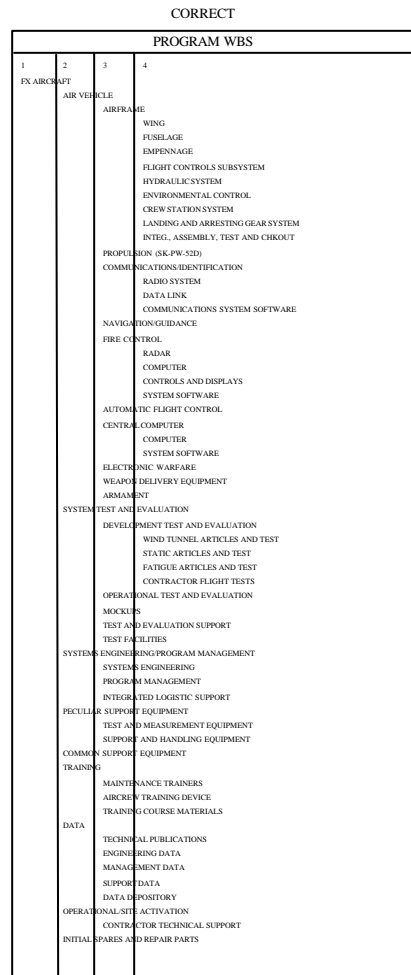 CORRECT
PROGRAM WBS
1 2 3 4
FX AIRCRAFT
AIR VEHICLE
AIRFRAME
WING
FUSELAGE
EMPENNAGE
FLIGHT CONTROLS SUBSYSTEM
HYDRAULIC SYSTEM
ENVIRONMENTAL CONTROL
CREW STATION SYSTEM
LANDING AND ARRESTING GEAR SYSTEM
INTEG., ASSEMBLY, TEST AND CHKOUT
PROPULSION (SK-PW-52D)
COMMUNICATIONS/IDENTIFICATION
RADIO SYSTEM
DATA LINK
COMMUNICATIONS SYSTEM SOFTWARE
NAVIGATION/GUIDANCE
FIRE CONTROL
RADAR
COMPUTER
CONTROLS AND DISPLAYS
SYSTEM SOFTWARE
AUTOMATIC FLIGHT CONTROL
CENTRAL COMPUTER
COMPUTER
SYSTEM SOFTWARE
ELECTRONIC WARFARE
WEAPON DELIVERY EQUIPMENT
ARMAMENT
SYSTEM TEST AND EVALUATION
DEVELOPMENT TEST AND EVALUATION
WIND TUNNEL ARTICLES AND TEST
STATIC ARTICLES AND TEST
FATIGUE ARTICLES AND TEST
CONTRACTOR FLIGHT TESTS
OPERATIONAL TEST AND EVALUATION
MOCKUPS
TEST AND EVALUATION SUPPORT
TEST FACILITIES
SYSTEMS ENGINEERING/PROGRAM MANAGEMENT
SYSTEMS ENGINEERING
PROGRAM MANAGEMENT
INTEGRATED LOGISTIC SUPPORT
PECULIAR SUPPORT EQUIPMENT
TEST AND MEASUREMENT EQUIPMENT
SUPPORT AND HANDLING EQUIPMENT
COMMON SUPPORT EQUIPMENT
TRAINING
MAINTENANCE TRAINERS
AIRCREW TRAINING DEVICE
TRAINING COURSE MATERIALS
DATA
TECHNICAL PUBLICATIONS
ENGINEERING DATA
MANAGEMENT DATA
SUPPORT DATA
DATA DEPOSITORY
OPERATIONAL/SITE ACTIVATION
CONTRACTOR TECHNICAL SUPPORT
INITIAL SPARES AND REPAIR PARTS